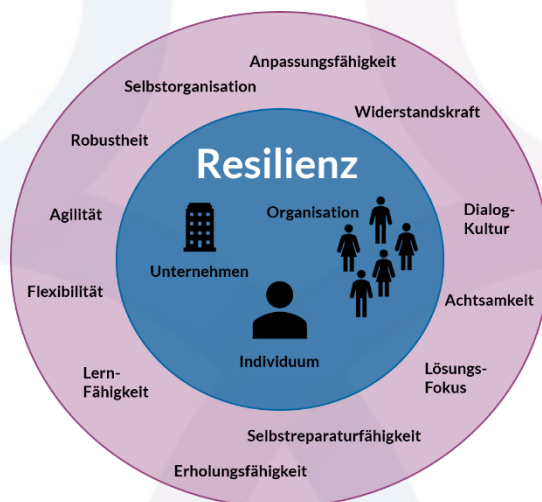 Anpassungsfähigkeit
Selbstorganisation
Widerstandskraft
Robustheit
Resilienz
Agilität
Organisation
Dialog-
Kultur
Unternehmen
Flexibilität
Achtsamkeit
Individuum
Lern-
Fähigkeit
Lösungs-
Fokus
Selbstreparaturfähigkeit
Erholungsfähigkeit